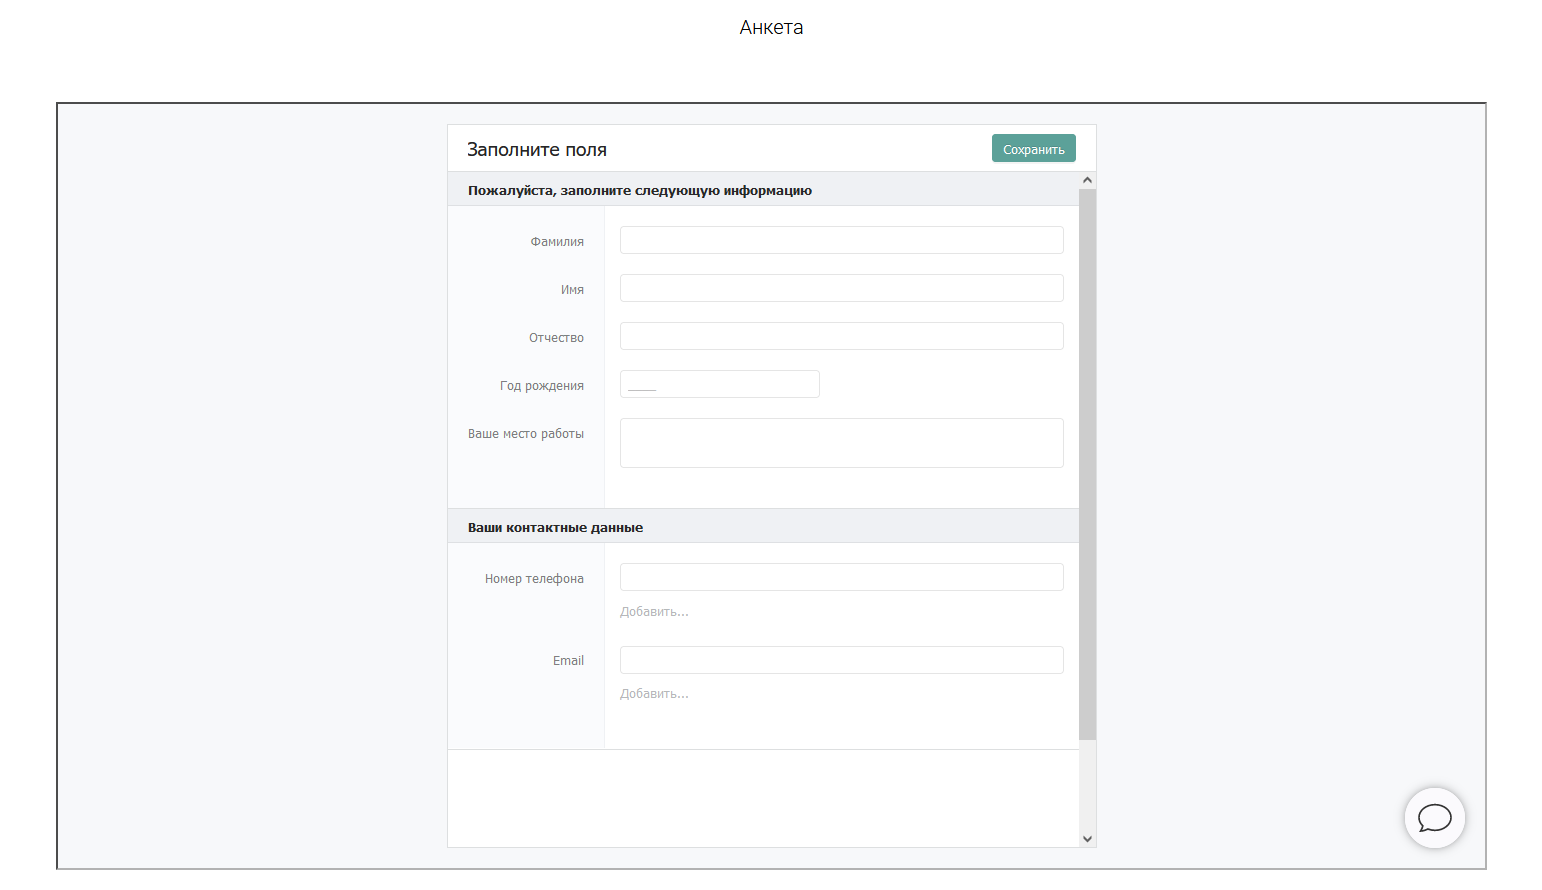 Анкета
Заполните поля
Сохранить
Пожалуйста, заполните следующую информацию
Фамилия
Имя
Отчество
Год рождения
____
Ваше место работы
Ваши контактные данные
Номер телефона
Добавить...
Email
Добавить...